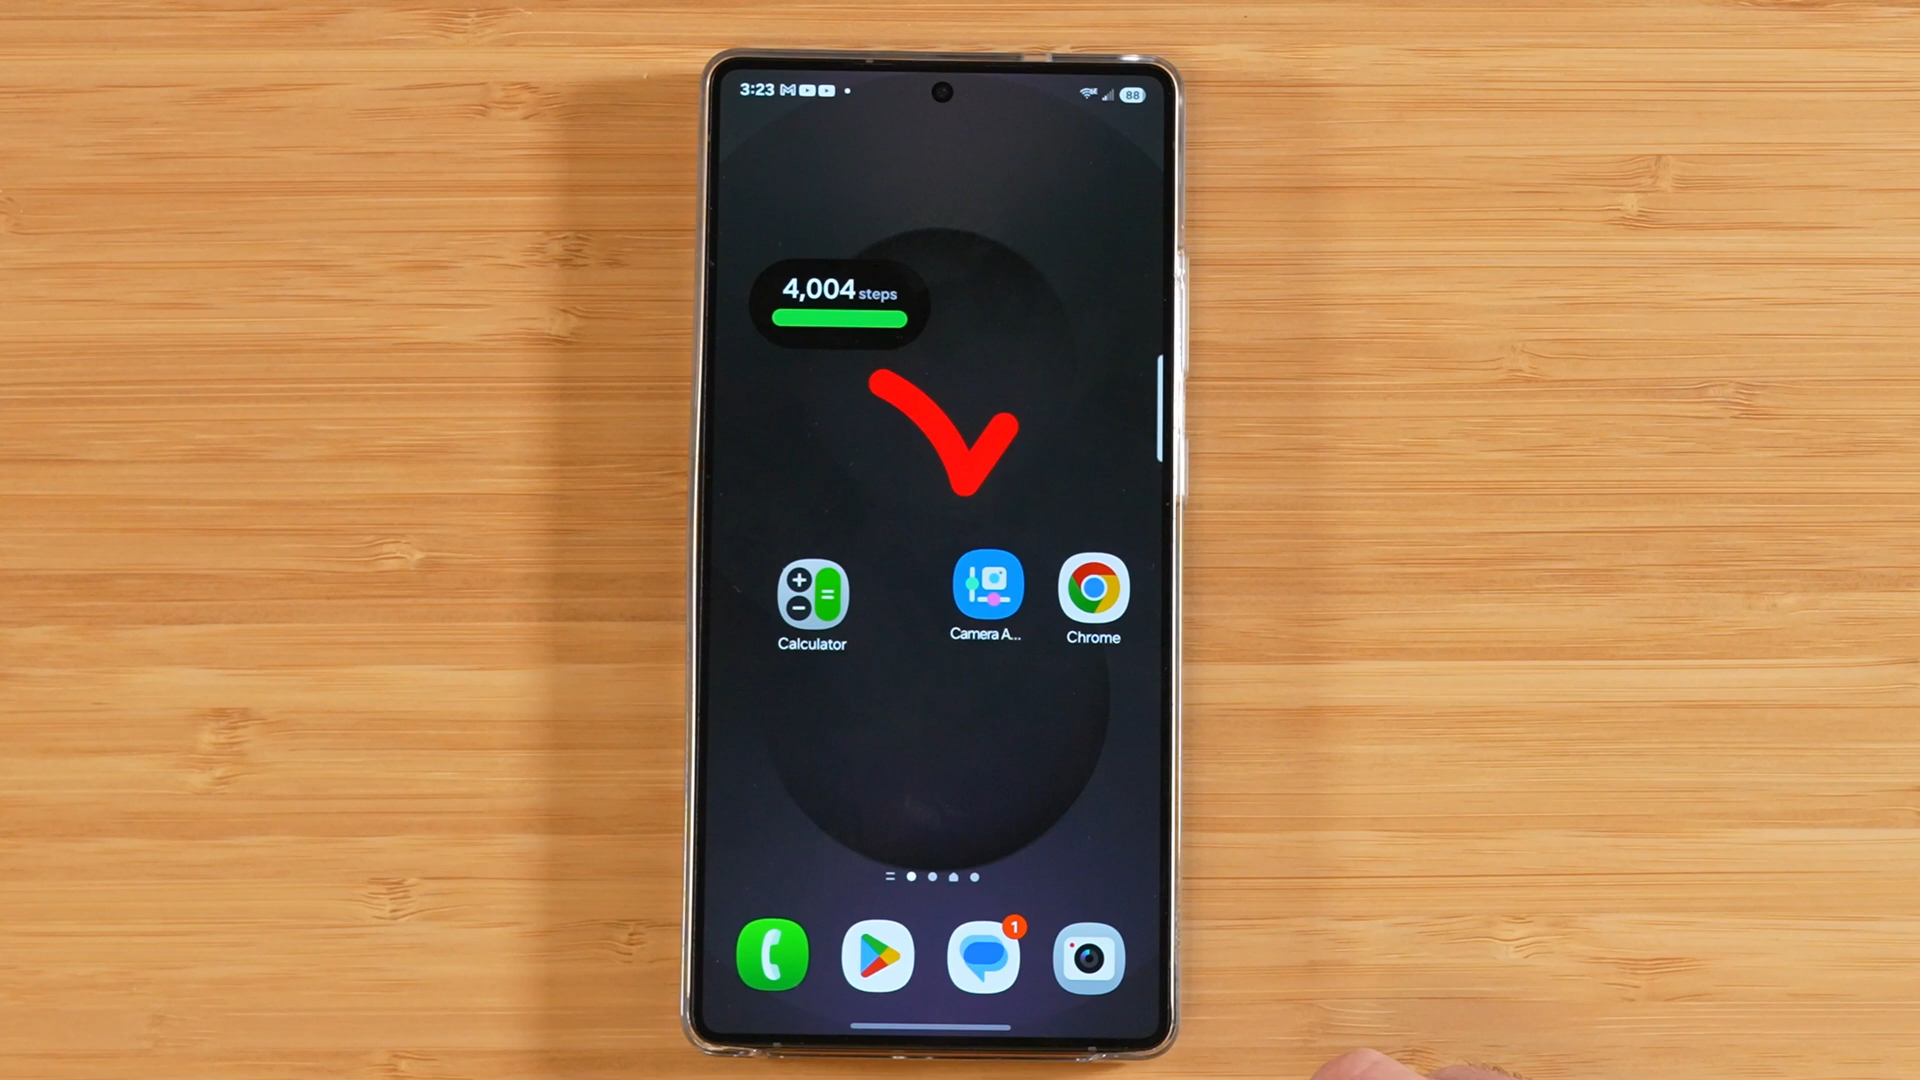 3:23
88
4,004 steps
Calculator
Camera A...
Chrome
1